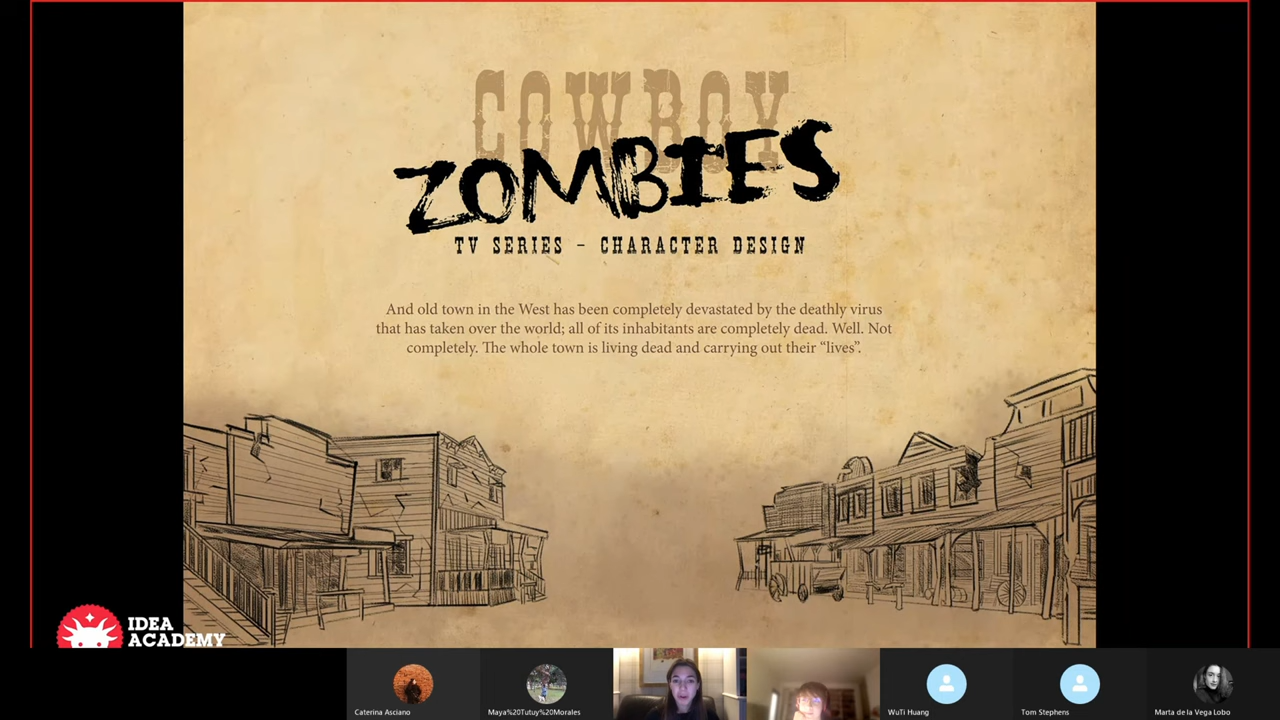 COWBOY
ZOMBIES
TV SERIES – CHARACTER DESIGN
And old town in the West has been completely devastated by the deathly virus
that has taken over the world; all of its inhabitants are completely dead. Well. Not
completely. The whole town is living dead and carrying out their “lives”.
IDEA
ACADEMY
Caterina Asciano
Maya%20Tutuy%20Morales
WuTi Huang
Tom Stephens
Marta de la Vega Lobo